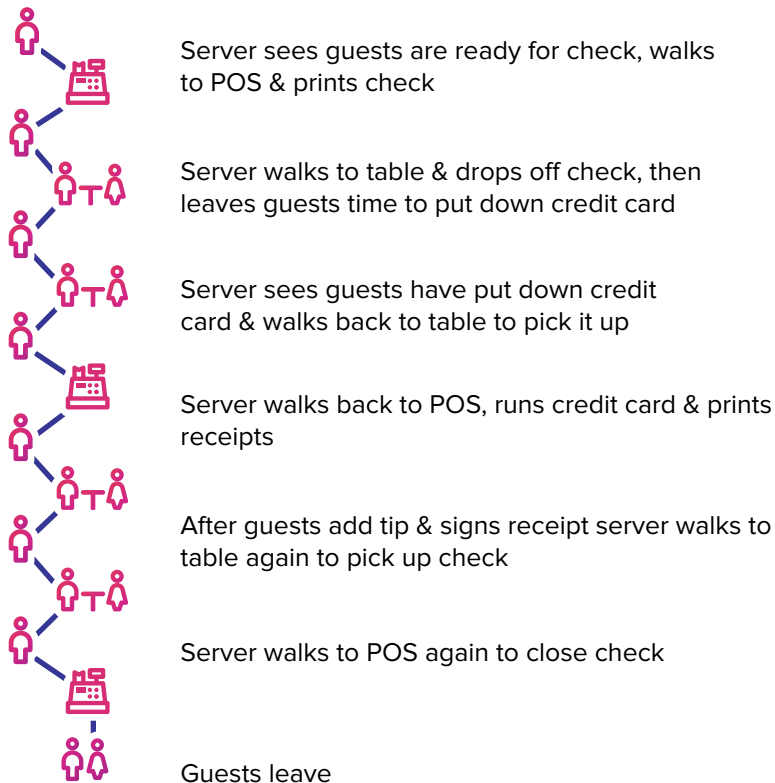 Server sees guests are ready for check, walks
to POS & prints check
Server walks to table & drops off check, then
leaves guests time to put down credit card
Server sees guests have put down credit
card & walks back to table to pick it up
Server walks back to POS, runs credit card & prints
receipts
After guests add tip & signs receipt server walks to
table again to pick up check
Server walks to POS again to close check
Guests leave